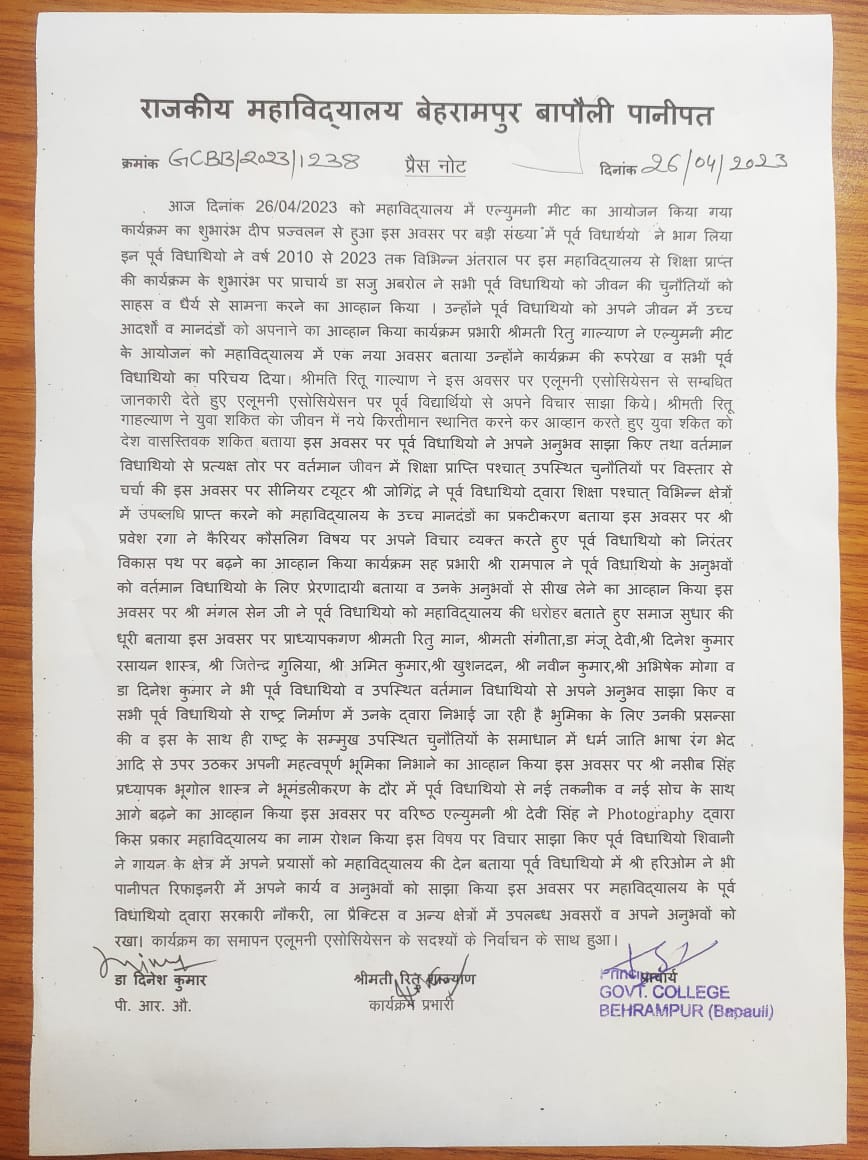 राजकीय महाविद्यालय बेहरामपुर बापौली पानीपत
क्रमांक GCBB/2023/1238 प्रैस नोट दिनांक 26/04/2023
आज दिनांक 26/04/2023 को महाविद्यालय में एल्युमनी मीट का आयोजन किया गया
कार्यक्रम का शुभारंभ दीप प्रज्वलन से हुआ इस अवसर पर बड़ी संख्या में पूर्व विधार्थयो ने भाग लिया
इन पूर्व विधाथियो ने वर्ष 2010 से 2023 तक विभिन्न अंतराल पर इस महाविद्यालय से शिक्षा प्राप्त
की कार्यक्रम के शुभारंभ पर प्राचार्य डा सजु अबरोल ने सभी पूर्व विधाथियो को जीवन की चुनौतियों को
साहस व धैर्य से सामना करने का आव्हान किया । उन्होंने पूर्व विधाथियो को अपने जीवन में उच्च
आदर्शो व मानदंडों को अपनाने का आव्हान किया कार्यक्रम प्रभारी श्रीमती रितु गाल्याण ने एल्युमनी मीट
के आयोजन को महाविद्यालय में एक नया अवसर बताया उन्होंने कार्यक्रम की रुपरेखा व सभी पूर्व
विधाथियो का परिचय दिया। श्रीमति रितू गाल्याण ने इस अवसर पर एलूमनी एसोसियेसन से सम्बधित
जानकारी देते हुए एलूमनी एसोसियेसन पर पूर्व विद्यार्थियो से अपने विचार साझा किये। श्रीमती रितू
गाहल्याण ने युवा शकित को जीवन में नये किरतीमान स्थानित करने कर आव्हान करते हुए युवा शकित को
देश वासस्तिवक शकित बताया इस अवसर पर पूर्व विधाथियो ने अपने अनुभव साझा किए तथा वर्तमान
विधाथियो से प्रत्यक्ष तोर पर वर्तमान जीवन में शिक्षा प्राप्ति पश्चात् उपस्थित चुनौतियों पर विस्तार से
चर्चा की इस अवसर पर सीनियर टयूटर श्री जोगिंद्र ने पूर्व विधाथियो द्वारा शिक्षा पश्चात् विभिन्न क्षेत्रों
में उपब्लधि प्राप्त करने को महाविद्यालय के उच्च मानदंडों का प्रकटीकरण बताया इस अवसर पर श्री
प्रवेश रगा ने कैरियर कौसलिग विषय पर अपने विचार व्यक्त करते हुए पूर्व विधाथियो को निरंतर
विकास पथ पर बढ़ने का आव्हान किया कार्यक्रम सह प्रभारी श्री रामपाल ने पूर्व विधाथियो के अनुभवों
को वर्तमान विधाथियो के लिए प्रेरणादायी बताया व उनके अनुभवों से सीख लेने का आव्हान किया इस
अवसर पर श्री मंगल सेन जी ने पूर्व विधाथियो को महाविद्यालय की धरोहर बताते हुए समाज सुधार की
धूरी बताया इस अवसर पर प्राध्यापकगण श्रीमती रितु मान, श्रीमती संगीता,डा मंजू देवी,श्री दिनेश कुमार
रसायन शास्त्र, श्री जितेन्द्र गुलिया, श्री अमित कुमार,श्री खुशनदन, श्री नवीन कुमार,श्री अभिषेक मोगा व
डा दिनेश कुमार ने भी पूर्व विधाथियो व उपस्थित वर्तमान विधाथियो से अपने अनुभव साझा किए व
सभी पूर्व विधाथियो से राष्ट्र निर्माण में उनके द्वारा निभाई जा रही है भुमिका के लिए उनकी प्रसन्सा
की व इस के साथ ही राष्ट्र के सम्मुख उपस्थित चुनौतियों के समाधान में धर्म जाति भाषा रंग भेद
आदि से उपर उठकर अपनी महत्वपूर्ण भूमिका निभाने का आव्हान किया इस अवसर पर श्री नसीब सिंह
प्रध्यापक भूगोल शास्त्र ने भूमंडलीकरण के दौर में पूर्व विधाथियो से नई तकनीक व नई सोच के साथ
आगे बढ़ने का आव्हान किया इस अवसर पर वरिष्ठ एल्युमनी श्री देवी सिंह ने Photography द्वारा
किस प्रकार महाविद्यालय का नाम रोशन किया इस विषय पर विचार साझा किए पूर्व विधाथियो शिवानी
ने गायन के क्षेत्र में अपने प्रयासों को महाविद्यालय की देन बताया पूर्व विधाथियो में श्री हरिओम ने भी
पानीपत रिफाइनरी में अपने कार्य व अनुभवों को साझा किया इस अवसर पर महाविद्यालय के पूर्व
विधाथियो द्वारा सरकारी नौकरी, ला प्रैक्टिस व अन्य क्षेत्रों में उपलब्ध अवसरों व अपने अनुभवों को
रखा। कार्यक्रम का समापन एलूमनी एसोसियेसन के सदश्यों के निर्वाचन के साथ हुआ।
डा दिनेश कुमार श्रीमती रितु गाल्याण Principal प्राचार्य
पी. आर. औ. कार्यक्रम प्रभारी GOVT. COLLEGE
BEHRAMPUR (Bapauli)